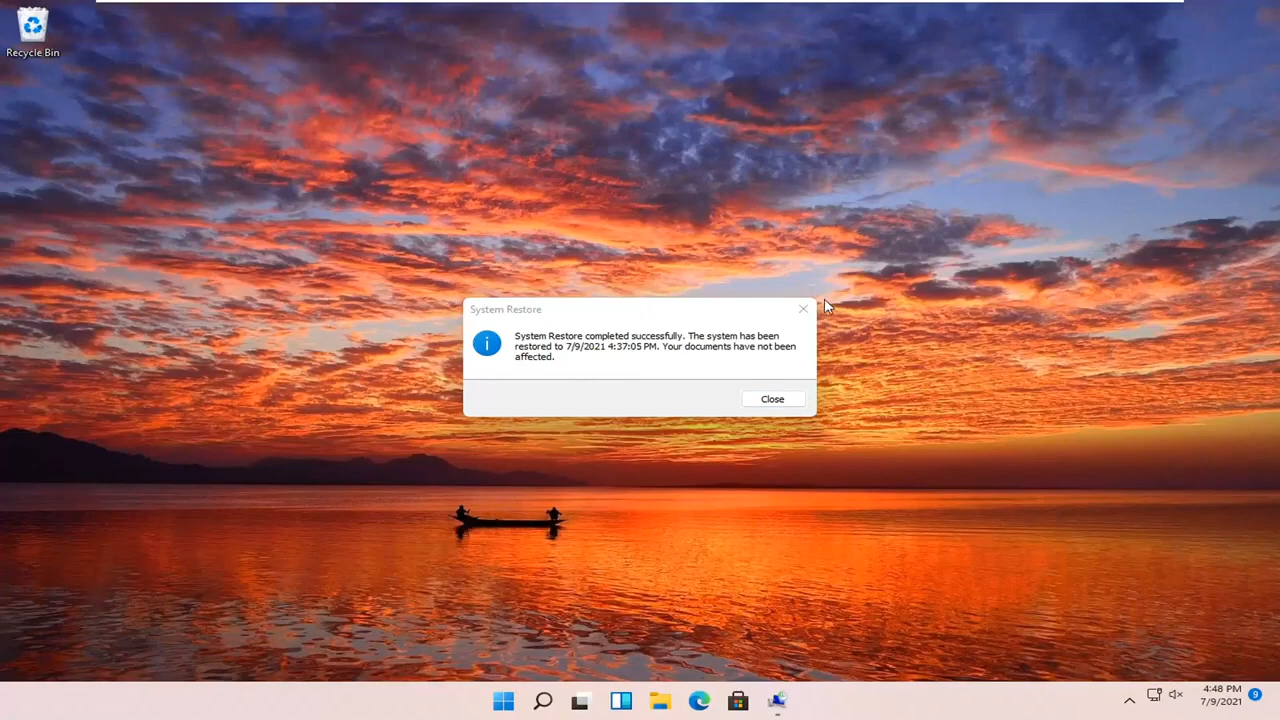 Recycle Bin
System Restore
System Restore completed successfully. The system has been
restored to 7/9/2021 4:37:05 PM. Your documents have not been
affected.
Close
4:48 PM
7/9/2021
9